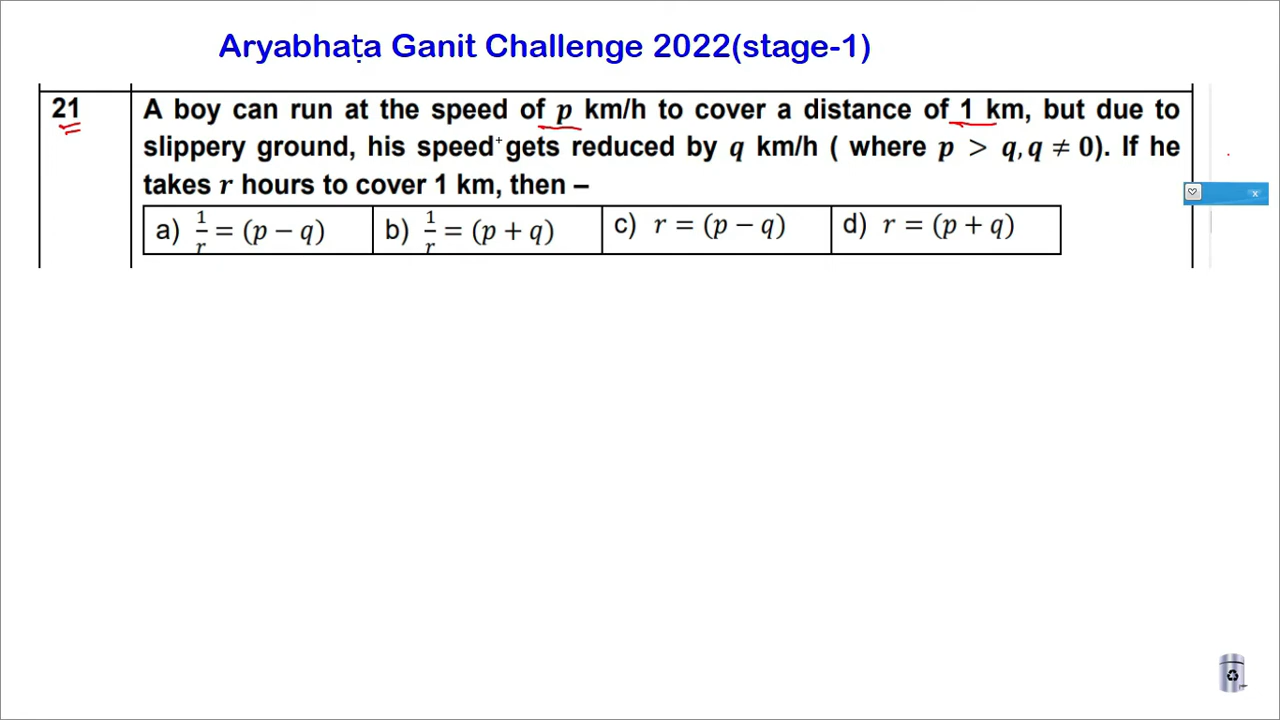 Aryabhaṭa Ganit Challenge 2022(stage-1)
21 A boy can run at the speed of p km/h to cover a distance of 1 km, but due to
slippery ground, his speed gets reduced by q km/h ( where p > q, q ≠ 0). If he
takes r hours to cover 1 km, then –
a) 1/r = (p − q) b) 1/r = (p + q) c) r = (p − q) d) r = (p + q)